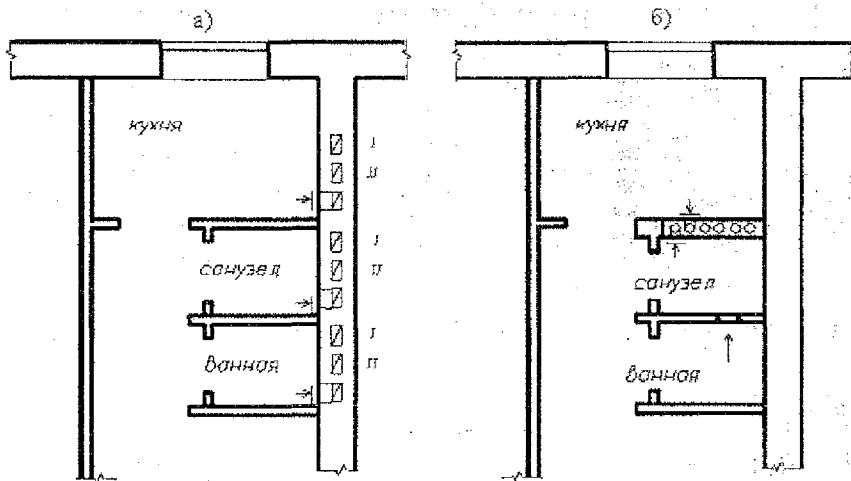 а)
б)
кухня
I
II
I
санузел
II
I
ванная
II
кухня
санузел
ванная